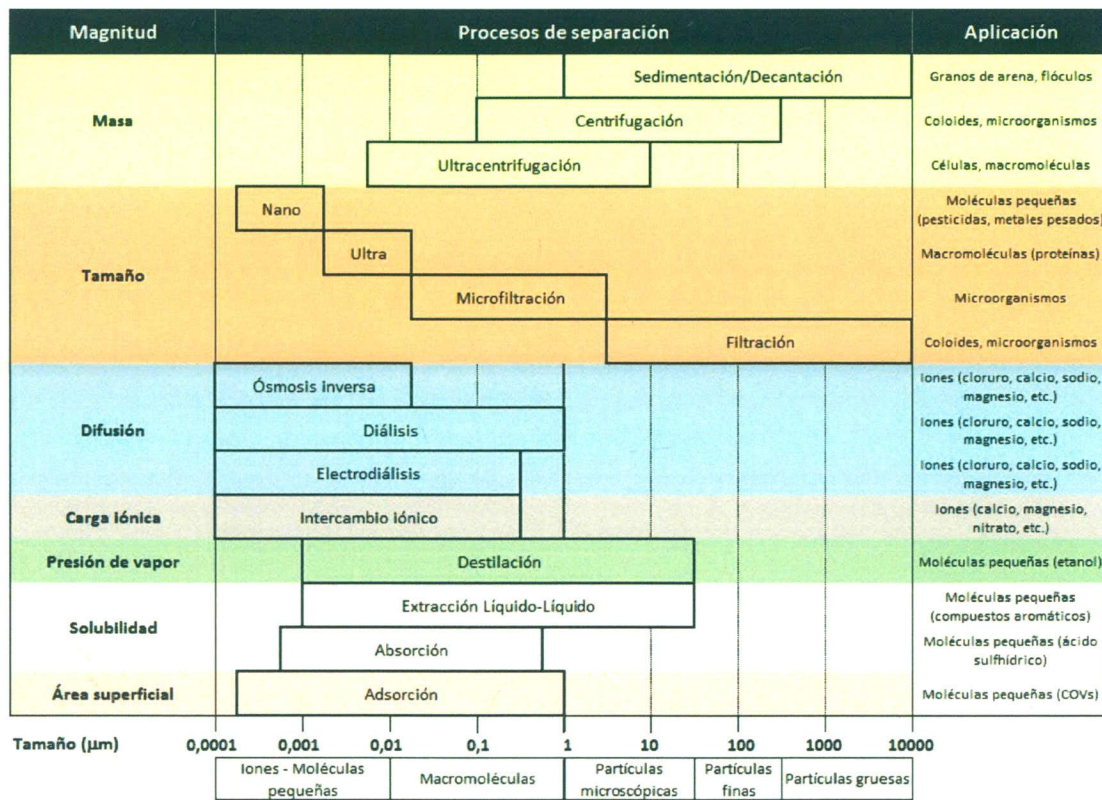 Magnitud
Procesos de separación
Aplicación
Masa
Sedimentación/Decantación
Granos de arena, flóculos
Centrifugación
Coloides, microorganismos
Ultracentrifugación
Células, macromoléculas
Tamaño
Nano
Moléculas pequeñas
(pesticidas, metales pesados)
Ultra
Macromoléculas (proteínas)
Microfiltración
Microorganismos
Filtración
Coloides, microorganismos
Difusión
Ósmosis inversa
Iones (cloruro, calcio, sodio,
magnesio, etc.)
Diálisis
Iones (cloruro, calcio, sodio,
magnesio, etc.)
Electrodiálisis
Iones (cloruro, calcio, sodio,
magnesio, etc.)
Carga iónica
Intercambio iónico
Iones (calcio, magnesio,
nitrato, etc.)
Presión de vapor
Destilación
Moléculas pequeñas (etanol)
Solubilidad
Extracción Líquido-Líquido
Moléculas pequeñas
(compuestos aromáticos)
Absorción
Moléculas pequeñas (ácido
sulfhídrico)
Área superficial
Adsorción
Moléculas pequeñas (COVs)
Tamaño (µm)
0,0001
0,001
0,01
0,1
1
10
100
1000
10000
Iones - Moléculas
pequeñas
Macromoléculas
Partículas
microscópicas
Partículas
finas
Partículas gruesas